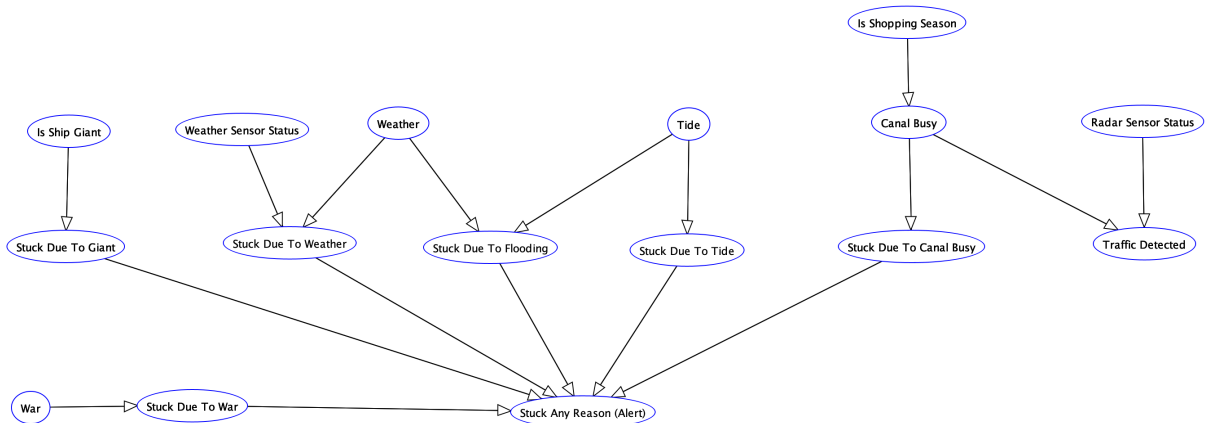 Is Shopping Season
Is Ship Giant
Weather Sensor Status
Weather
Tide
Canal Busy
Radar Sensor Status
Stuck Due To Giant
Stuck Due To Weather
Stuck Due To Flooding
Stuck Due To Tide
Stuck Due To Canal Busy
Traffic Detected
War
Stuck Due To War
Stuck Any Reason (Alert)